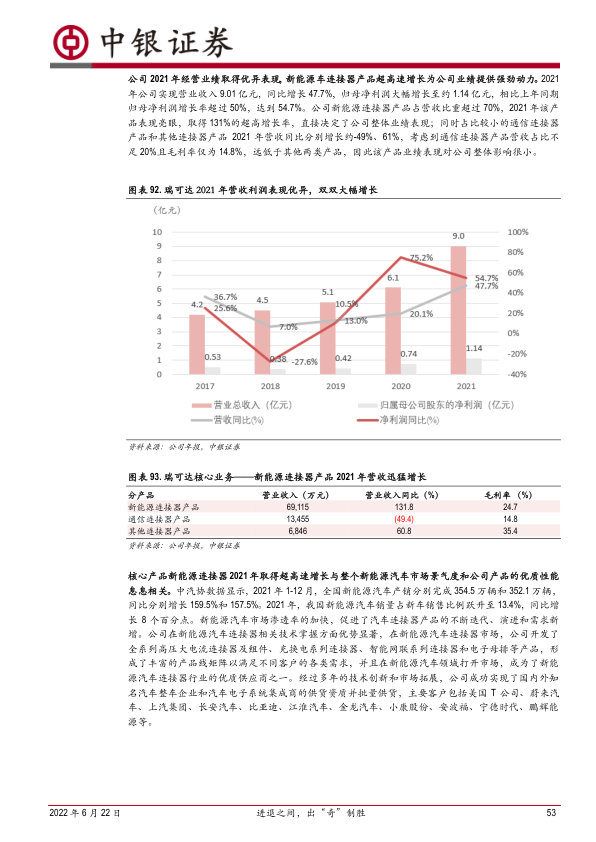 中银证券
公司 2021 年经营业绩取得优异表现,新能源车连接器产品超高速增长为公司业绩提供强劲动力。2021
年公司实现营业收入 9.01 亿元，同比增长 47.7%，归母净利润大幅增长至约 1.14 亿元，相比上年同期
归母净利润增长率超过 50%，达到 54.7%。公司新能源连接器产品占营收比重超过 70%，2021 年该产
品表现亮眼，取得 131%的超高增长率，直接决定了公司整体业绩表现；同时占比较小的通信连接器
产品和其他连接器产品 2021 年营收同比分别增长约-49%、61%，考虑到通信连接器产品营收占比不
足 20%且毛利率仅为 14.8%，远低于其他两类产品，因此该产品业绩表现对公司整体影响很小。
图表 92. 瑞可达 2021 年营收利润表现优异，双双大幅增长
（亿元）
10 9 8 7 6 5 4 3 2 1 0
100% 80% 60% 40% 20% 0% -20% -40%
4.2 4.5 5.1 6.1 9.0
0.53 0.38 0.42 0.74 1.14
36.7% 7.0% 13.0% 20.1% 47.7%
25.6% -27.6% 10.5% 75.2% 54.7%
2017 2018 2019 2020 2021
营业总收入（亿元） 归属母公司股东的净利润（亿元）
营收同比(%) 净利润同比(%)
资料来源：公司年报，中银证券
图表 93. 瑞可达核心业务——新能源连接器产品 2021 年营收迅猛增长
分产品 营业收入（万元） 营业收入同比（%） 毛利率（%）
新能源连接器产品 69,115 131.8 24.7
通信连接器产品 13,455 (49.4) 14.8
其他连接器产品 6,846 60.8 35.4
资料来源：公司年报，中银证券
核心产品新能源连接器 2021 年取得超高速增长与整个新能源汽车市场景气度和公司产品的优质性能
息息相关。中汽协数据显示，2021 年 1-12 月，全国新能源汽车产销分别完成 354.5 万辆和 352.1 万辆，
同比分别增长 159.5%和 157.5%。2021 年，我国新能源汽车销量占新车销售比例跃升至 13.4%，同比增
长 8 个百分点。新能源汽车市场渗透率的加快，促进了汽车连接器产品的不断迭代、演进和需求新
增。公司在新能源汽车连接器相关技术掌握方面优势显著，在新能源汽车连接器市场，公司开发了
全系列高压大电流连接器及组件、充换电系列连接器、智能网联系列连接器和电子母排等产品，形
成了丰富的产品线矩阵以满足不同客户的各类需求，并且在新能源汽车领域打开市场，成为了新能
源汽车连接器行业的优质供应商之一。经过多年的技术创新和市场拓展，公司成功实现了国内外知
名汽车整车企业和汽车电子系统集成商的供货资质并批量供货，主要客户包括美国 T 公司、蔚来汽
车、上汽集团、长安汽车、比亚迪、江淮汽车、金龙汽车、小康股份、安波福、宁德时代、鹏辉能
源等。
2022 年 6 月 22 日 进退之间，出“奇”制胜 53